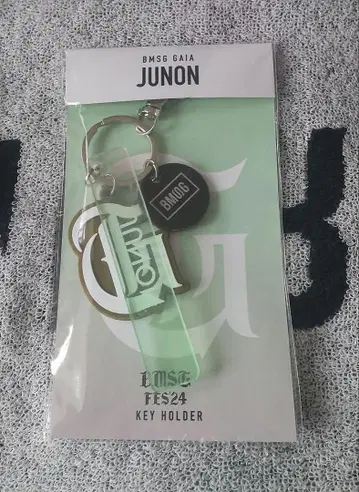 BMSG GAIA
JUNON
BMSG
JUNON
G
BMSG
FES24
KEY HOLDER